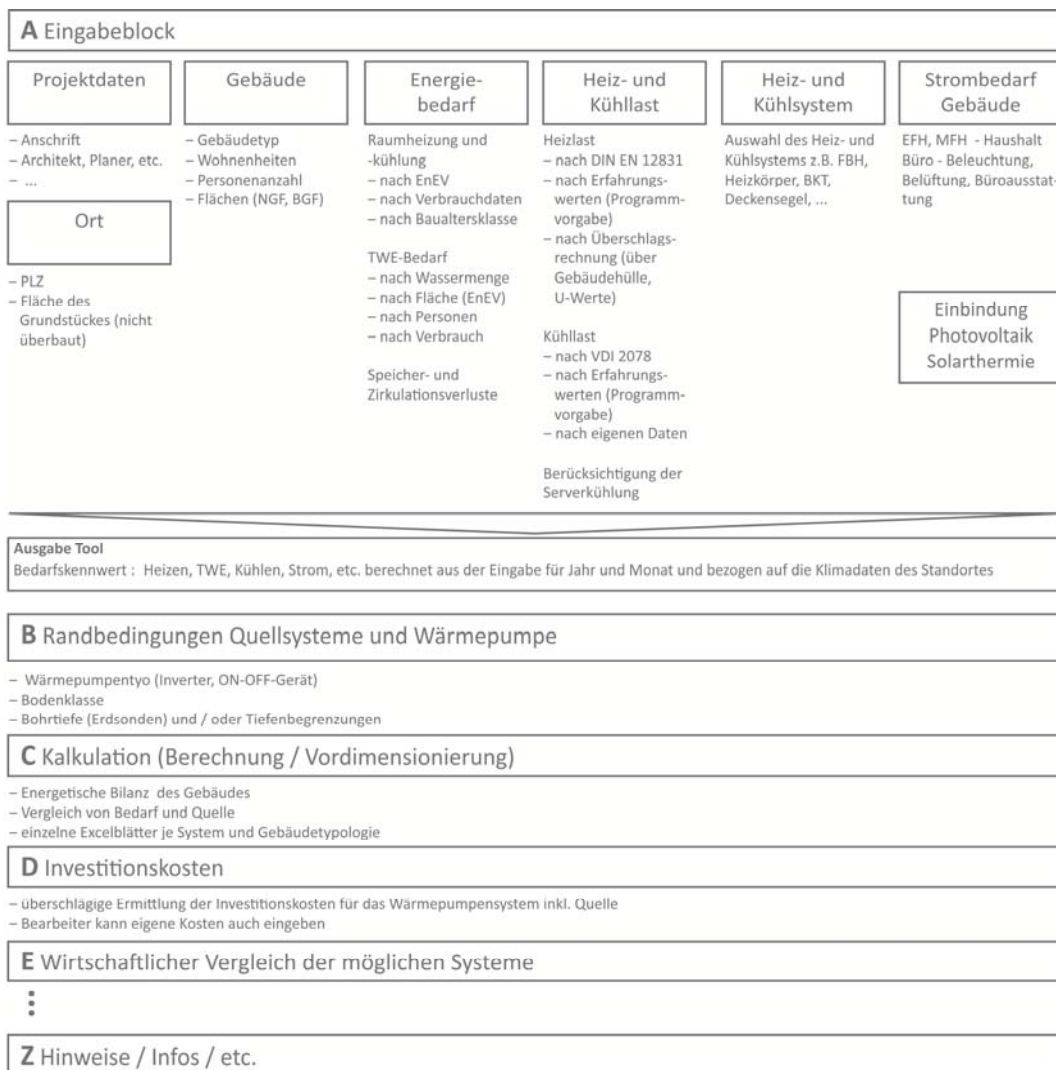 A Eingabeblock
Projektdaten
– Anschrift
– Architekt, Planer, etc.
– ...
Ort
– PLZ
– Fläche des
Grundstückes (nicht
überbaut)
Gebäude
– Gebäudetyp
– Wohnenheiten
– Personenanzahl
– Flächen (NGF, BGF)
Energie-
bedarf
Raumheizung und
-kühlung
– nach EnEV
– nach Verbrauchdaten
– nach Baualtersklasse
TWE-Bedarf
– nach Wassermenge
– nach Fläche (EnEV)
– nach Personen
– nach Verbrauch
Speicher- und
Zirkulationsverluste
Heiz- und
Kühllast
Heizlast
– nach DIN EN 12831
– nach Erfahrungs-
werten (Programm-
vorgabe)
– nach Überschlags-
rechnung (über
Gebäudehülle,
U-Werte)
Kühllast
– nach VDI 2078
– nach Erfahrungs-
werten (Programm-
vorgabe)
– nach eigenen Daten
Berücksichtigung der
Serverkühlung
Heiz- und
Kühlsystem
Auswahl des Heiz- und
Kühlsystems z.B. FBH,
Heizkörper, BKT,
Deckensegel, ...
Strombedarf
Gebäude
EFH, MFH - Haushalt
Büro - Beleuchtung,
Belüftung, Büroausstat-
tung
Einbindung
Photovoltaik
Solarthermie
Ausgabe Tool
Bedarfskennwert : Heizen, TWE, Kühlen, Strom, etc. berechnet aus der Eingabe für Jahr und Monat und bezogen auf die Klimadaten des Standortes
B Randbedingungen Quellsysteme und Wärmepumpe
– Wärmepumpentyo (Inverter, ON-OFF-Gerät)
– Bodenklasse
– Bohrtiefe (Erdsonden) und / oder Tiefenbegrenzungen
C Kalkulation (Berechnung / Vordimensionierung)
– Energetische Bilanz des Gebäudes
– Vergleich von Bedarf und Quelle
– einzelne Excelblätter je System und Gebäudetypologie
D Investitionskosten
– überschlägige Ermittlung der Investitionskosten für das Wärmepumpensystem inkl. Quelle
– Bearbeiter kann eigene Kosten auch eingeben
E Wirtschaftlicher Vergleich der möglichen Systeme
Z Hinweise / Infos / etc.